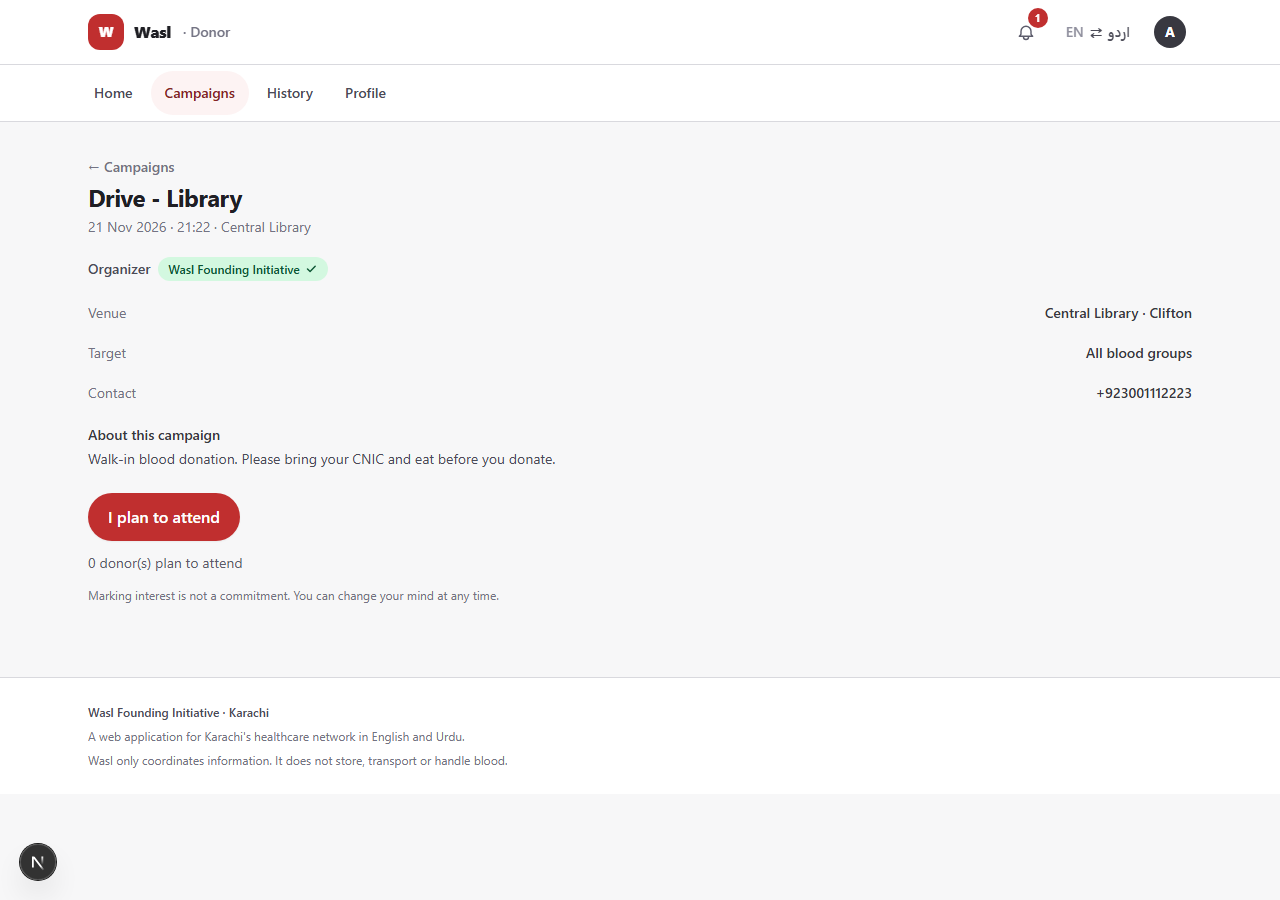 W Wasl · Donor
1
EN ⇄ اردو
A
Home Campaigns History Profile
← Campaigns
Drive - Library
21 Nov 2026 · 21:22 · Central Library
Organizer Wasl Founding Initiative ✓
Venue Central Library · Clifton
Target All blood groups
Contact +923001112223
About this campaign
Walk-in blood donation. Please bring your CNIC and eat before you donate.
I plan to attend
0 donor(s) plan to attend
Marking interest is not a commitment. You can change your mind at any time.
Wasl Founding Initiative · Karachi
A web application for Karachi's healthcare network in English and Urdu.
Wasl only coordinates information. It does not store, transport or handle blood.
N